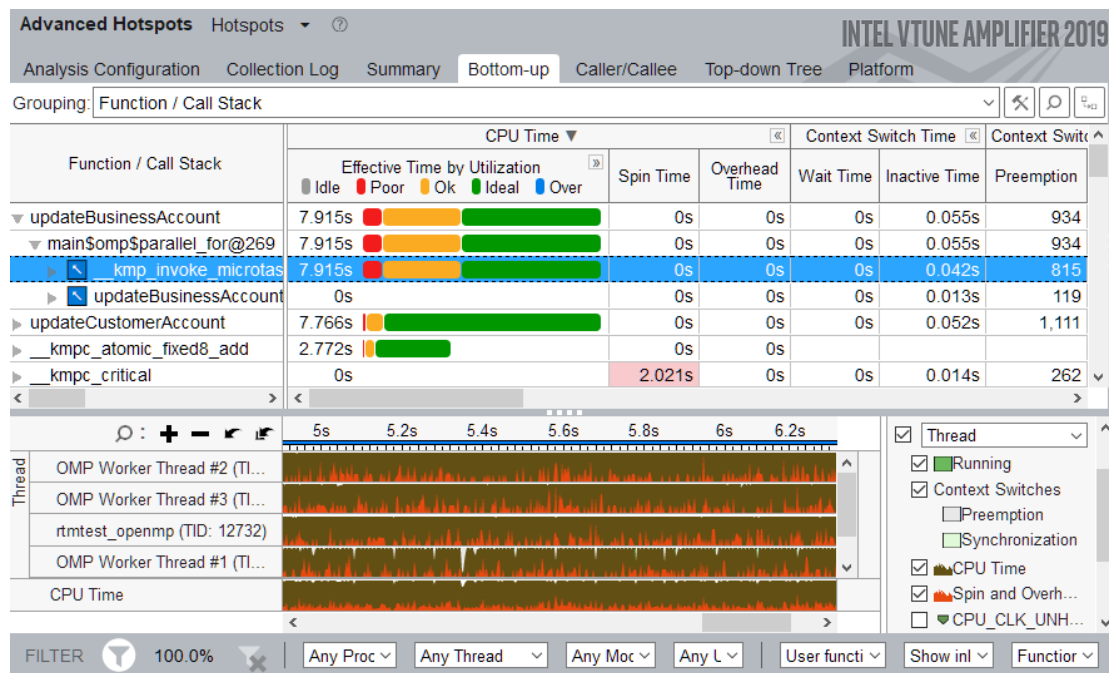 Advanced Hotspots Hotspots
INTEL VTUNE AMPLIFIER 2019
Analysis Configuration Collection Log Summary Bottom-up Caller/Callee Top-down Tree Platform
Grouping: Function / Call Stack
Function / Call Stack
CPU Time Context Switch Time Context Switc
Effective Time by Utilization
Idle Poor Ok Ideal Over
Spin Time Overhead Time Wait Time Inactive Time Preemption
updateBusinessAccount 7.915s 0s 0s 0s 0.055s 934
main$omp$parallel_for@269 7.915s 0s 0s 0s 0.055s 934
__kmp_invoke_microtas 7.915s 0s 0s 0s 0.042s 815
updateBusinessAccount 0s 0s 0s 0s 0.013s 119
updateCustomerAccount 7.766s 0s 0s 0s 0.052s 1,111
__kmpc_atomic_fixed8_add 2.772s 0s 0s
__kmpc_critical 0s 2.021s 0s 0s 0.014s 262
5s 5.2s 5.4s 5.6s 5.8s 6s 6.2s
Thread
OMP Worker Thread #2 (TI...
OMP Worker Thread #3 (TI...
rtmtest_openmp (TID: 12732)
OMP Worker Thread #1 (TI...
CPU Time
Thread
Running
Context Switches
Preemption
Synchronization
CPU Time
Spin and Overh...
CPU_CLK_UNH...
FILTER 100.0% Any Proc Any Thread Any Moc Any L User functi Show inl Functior